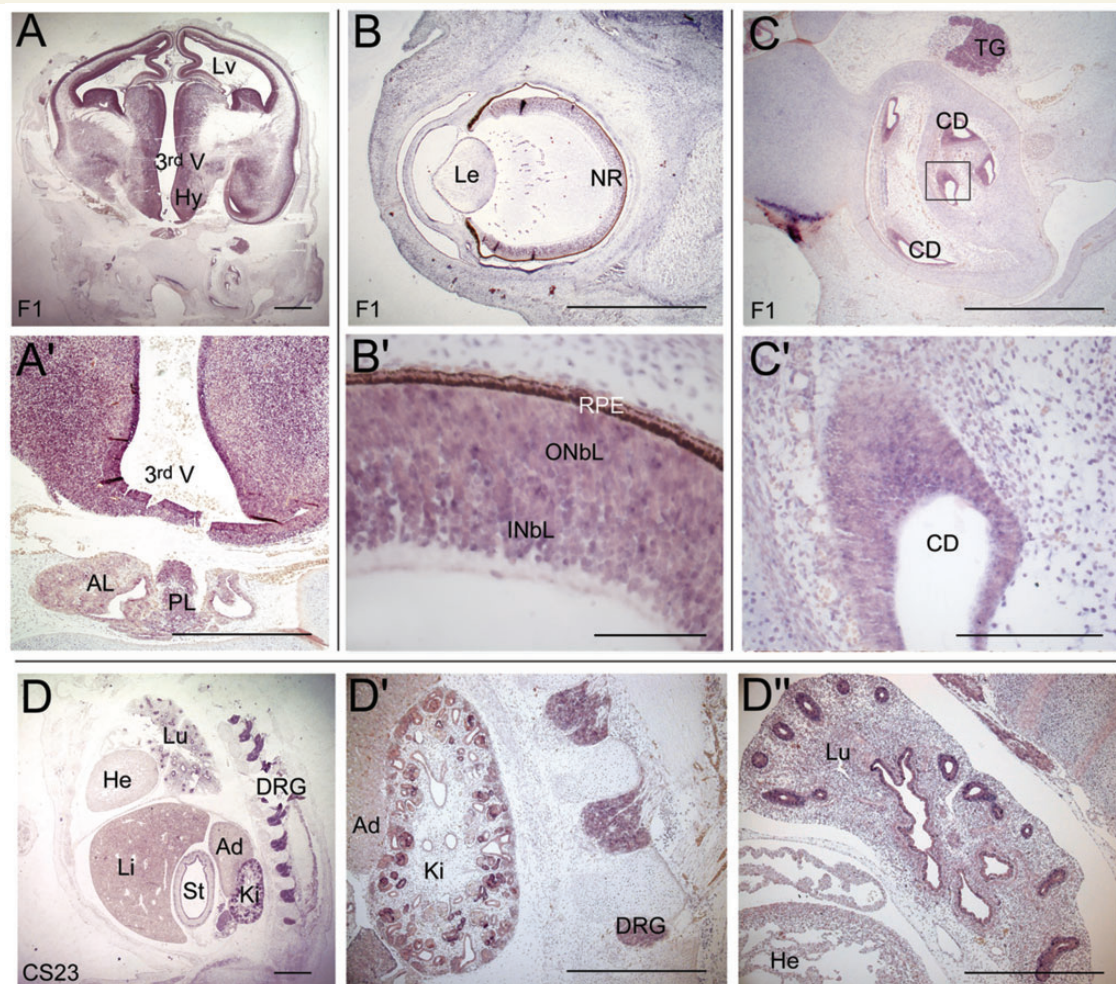 A
Lv
3rd V
Hy
F1
B
Le
NR
C
TG
CD
CD
F1
A'
3rd V
AL
PL
B'
RPE
ONbL
INbL
C'
CD
D
Lu
He
DRG
Li
Ad
St
Ki
CS23
D'
Ad
Ki
DRG
D"
Lu
He